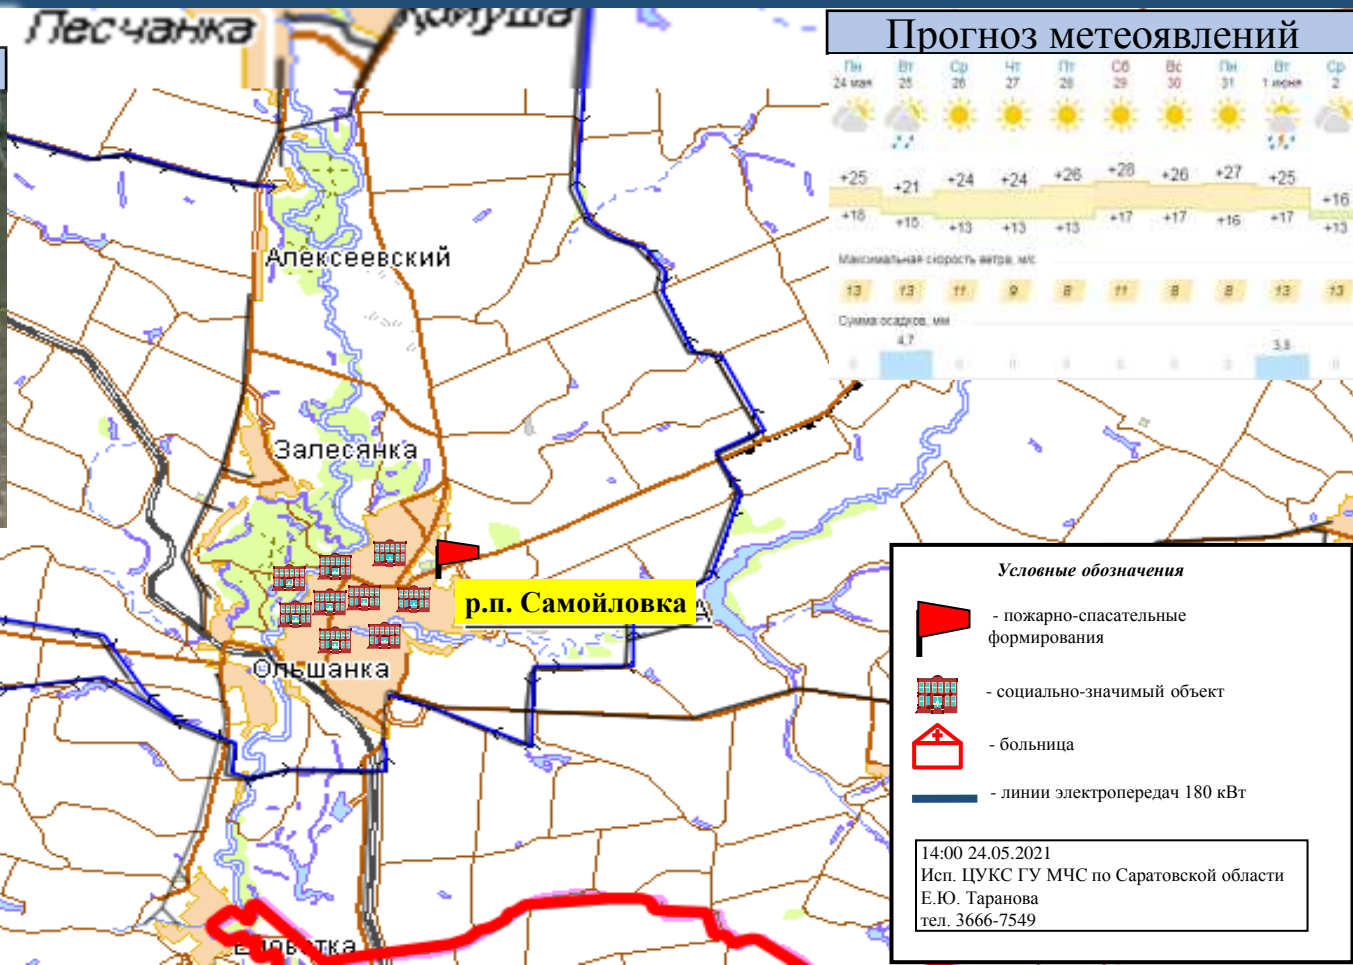 Песчанка
Прогноз метеоявлений
Пн Вт Ср Чт Пт Сб Вс Пн Вт Ср
24 мая 25 26 27 28 29 30 31 1 июня 2
+25 +21 +24 +24 +26 +28 +26 +27 +25 +16
+16 +15 +13 +13 +13 +17 +17 +16 +17 +13
Максимальная скорость ветра, м/с
13 13 11 9 8 11 8 8 13 13
Сумма осадков, мм
4,7 3,8
Алексеевский
Залесянка
р.п. Самойловка
Ольшанка
Еловатка
Условные обозначения
- пожарно-спасательные
формирования
- социально-значимый объект
- больница
- линии электропередач 180 кВт
14:00 24.05.2021
Исп. ЦУКС ГУ МЧС по Саратовской области
Е.Ю. Таранова
тел. 3666-7549